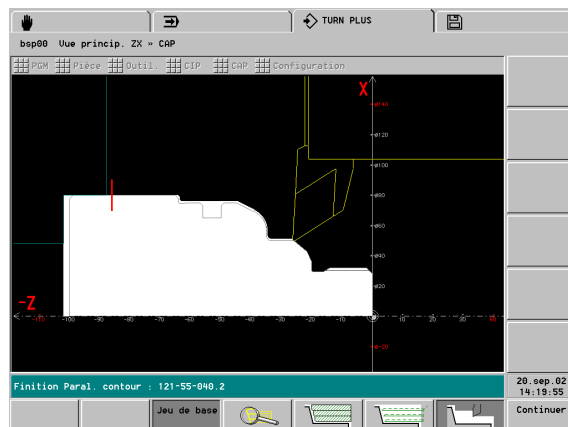 TURN PLUS
bsp00 Vue princip. ZX » CAP
PGM Pièce Outil. CIP CAP Configuration
X
ø140
ø120
ø100
ø80
ø60
ø40
ø20
-Z
-110 -100 -90 -80 -70 -60 -50 -40 -30 -20 -10 10 20 30 40
ø-20
Finition Paral. contour : 121-55-040.2
20.sep.02
14:19:55
Jeu de base
Continuer